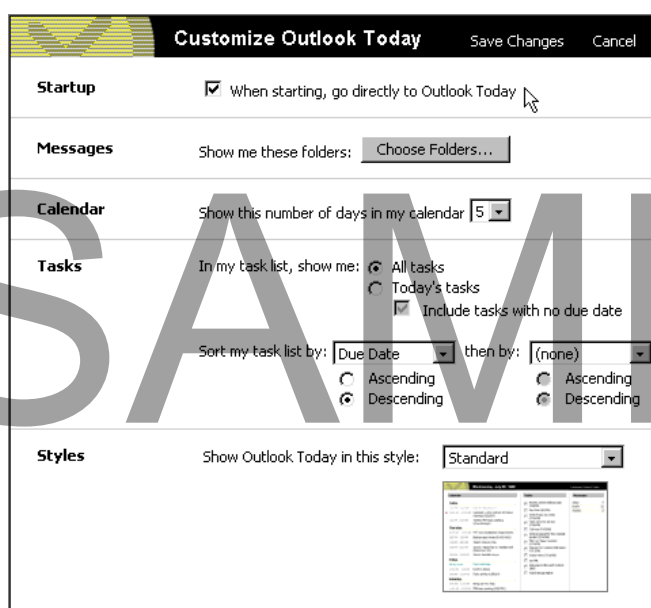 Customize Outlook Today Save Changes Cancel
Startup When starting, go directly to Outlook Today
Messages Show me these folders: Choose Folders...
Calendar Show this number of days in my calendar 5
Tasks In my task list, show me: All tasks
Today's tasks
Include tasks with no due date
Sort my task list by: Due Date then by: (none)
Ascending Ascending
Descending Descending
Styles Show Outlook Today in this style: Standard